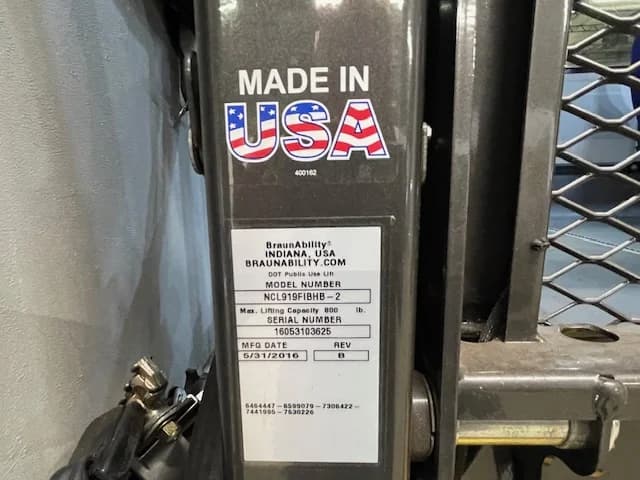 MADE IN
USA
400162
BraunAbility®
INDIANA, USA
BRAUNABILITY.COM
DOT Public Use Lift
MODEL NUMBER
NCL919FIBHB-2
Max. Lifting Capacity 800 lb.
SERIAL NUMBER
16053103625
MFG DATE REV
5/31/2016 B
6464447-6599079-7306422-
7441995-7630226